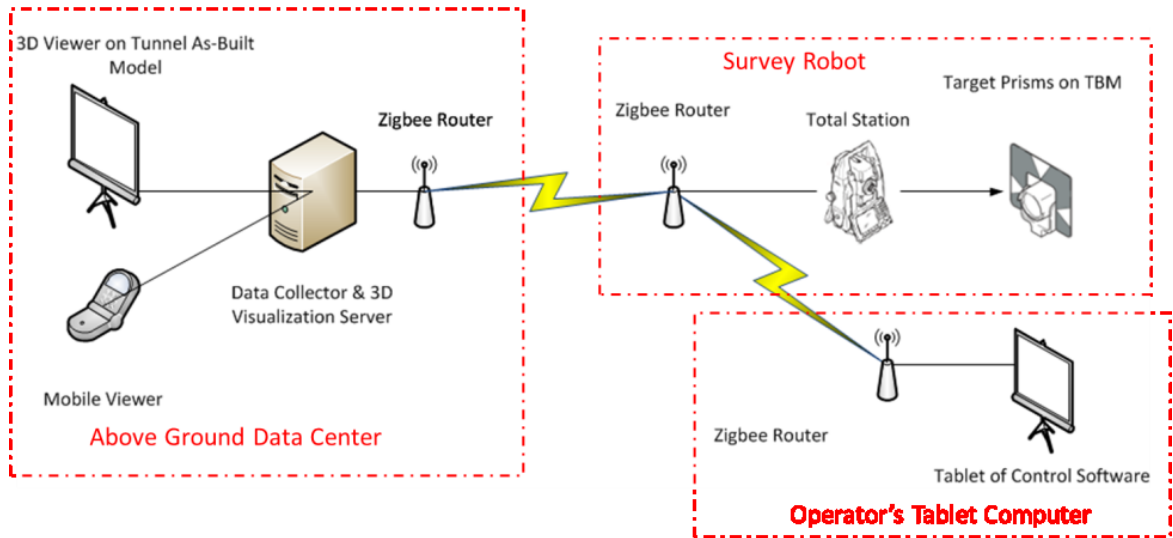 3D Viewer on Tunnel As-Built
Model
Zigbee Router
Data Collector & 3D
Visualization Server
Mobile Viewer
Above Ground Data Center
Survey Robot
Zigbee Router
Total Station
Target Prisms on TBM
Zigbee Router
Tablet of Control Software
Operator's Tablet Computer